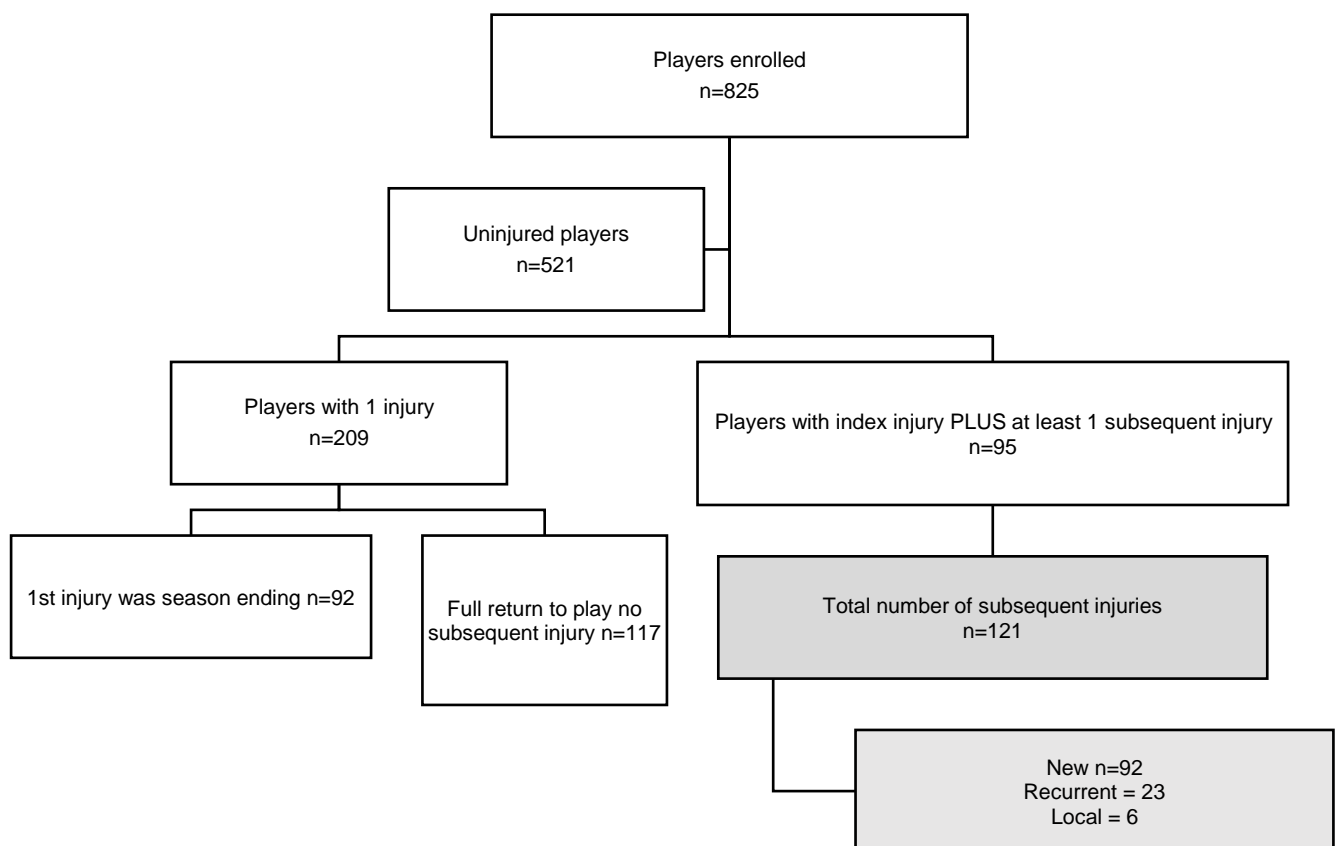 Players enrolled
n=825
Uninjured players
n=521
Players with 1 injury
n=209
Players with index injury PLUS at least 1 subsequent injury
n=95
1st injury was season ending n=92
Full return to play no
subsequent injury n=117
Total number of subsequent injuries
n=121
New n=92
Recurrent = 23
Local = 6